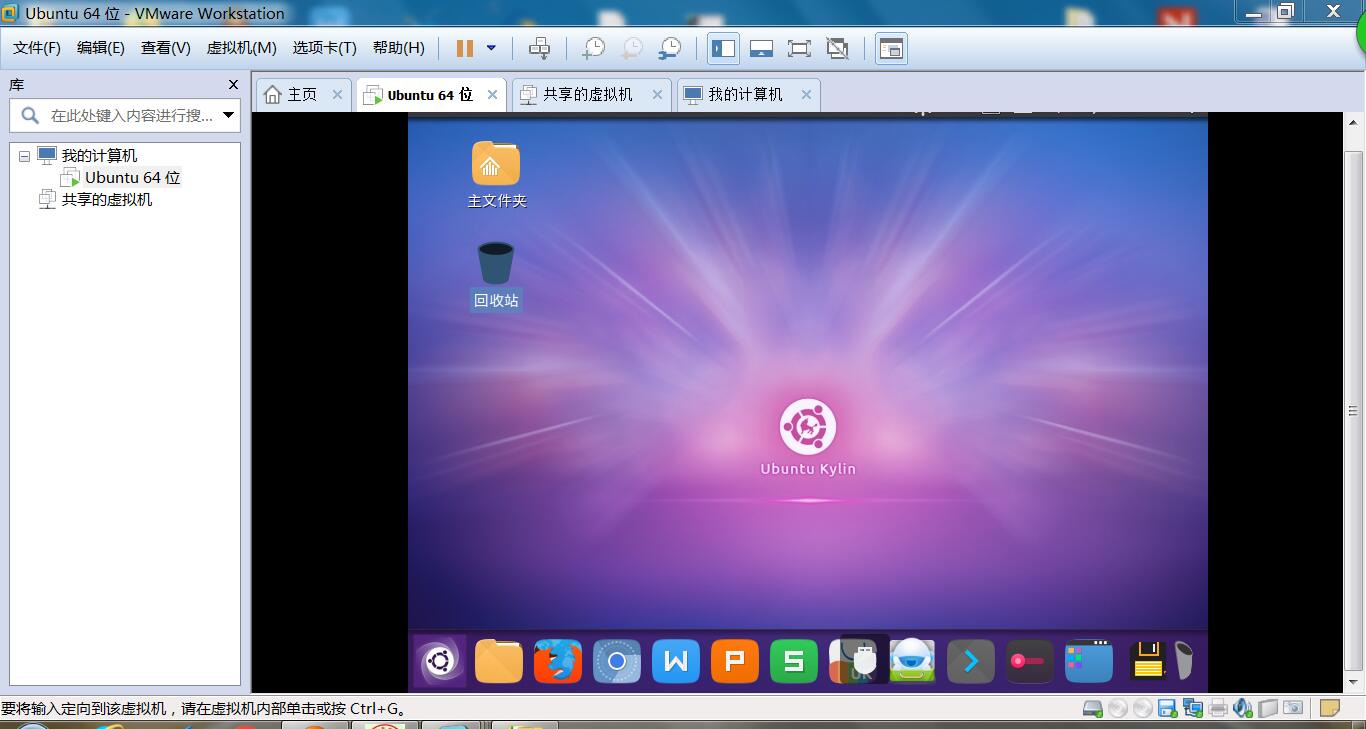 Ubuntu 64 位 - VMware Workstation
文件(F) 编辑(E) 查看(V) 虚拟机(M) 选项卡(T) 帮助(H)
库
主页
Ubuntu 64 位
共享的虚拟机
我的计算机
在此处键入内容进行搜...
我的计算机
Ubuntu 64 位
共享的虚拟机
主文件夹
回收站
Ubuntu Kylin
W
P
S
UK
要将输入定向到该虚拟机，请在虚拟机内部单击或按 Ctrl+G。